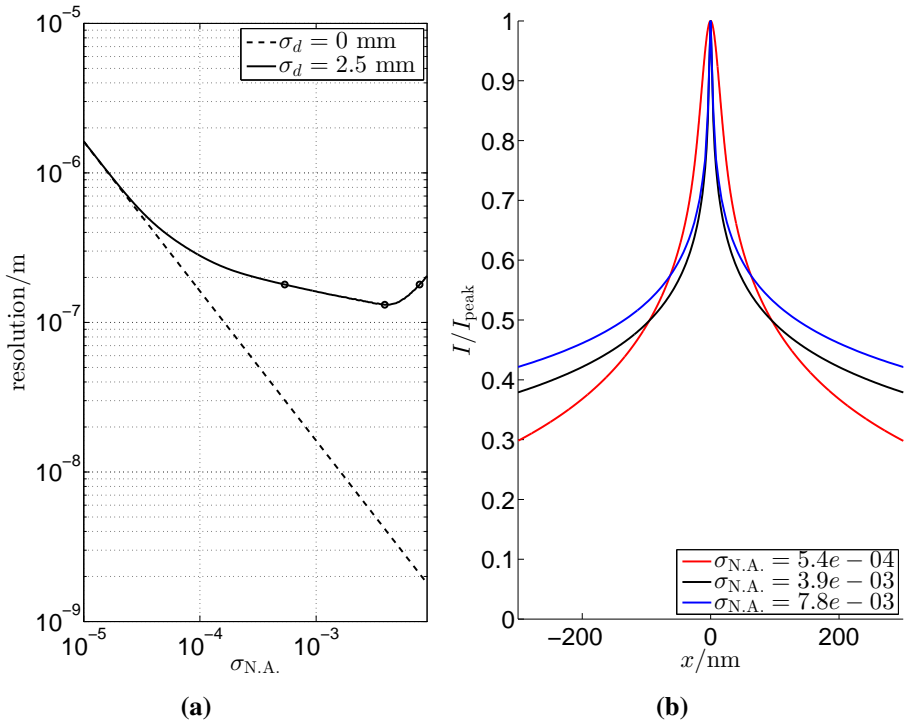 10^-5
10^-6
10^-7
10^-8
10^-9
resolution/m
σ_d = 0 mm
σ_d = 2.5 mm
10^-5 10^-4 10^-3
σ_N.A.
(a)
1
0.9
0.8
0.7
0.6
0.5
0.4
0.3
0.2
0.1
0
I/I_peak
σ_N.A. = 5.4e − 04
σ_N.A. = 3.9e − 03
σ_N.A. = 7.8e − 03
−200 0 200
x/nm
(b)